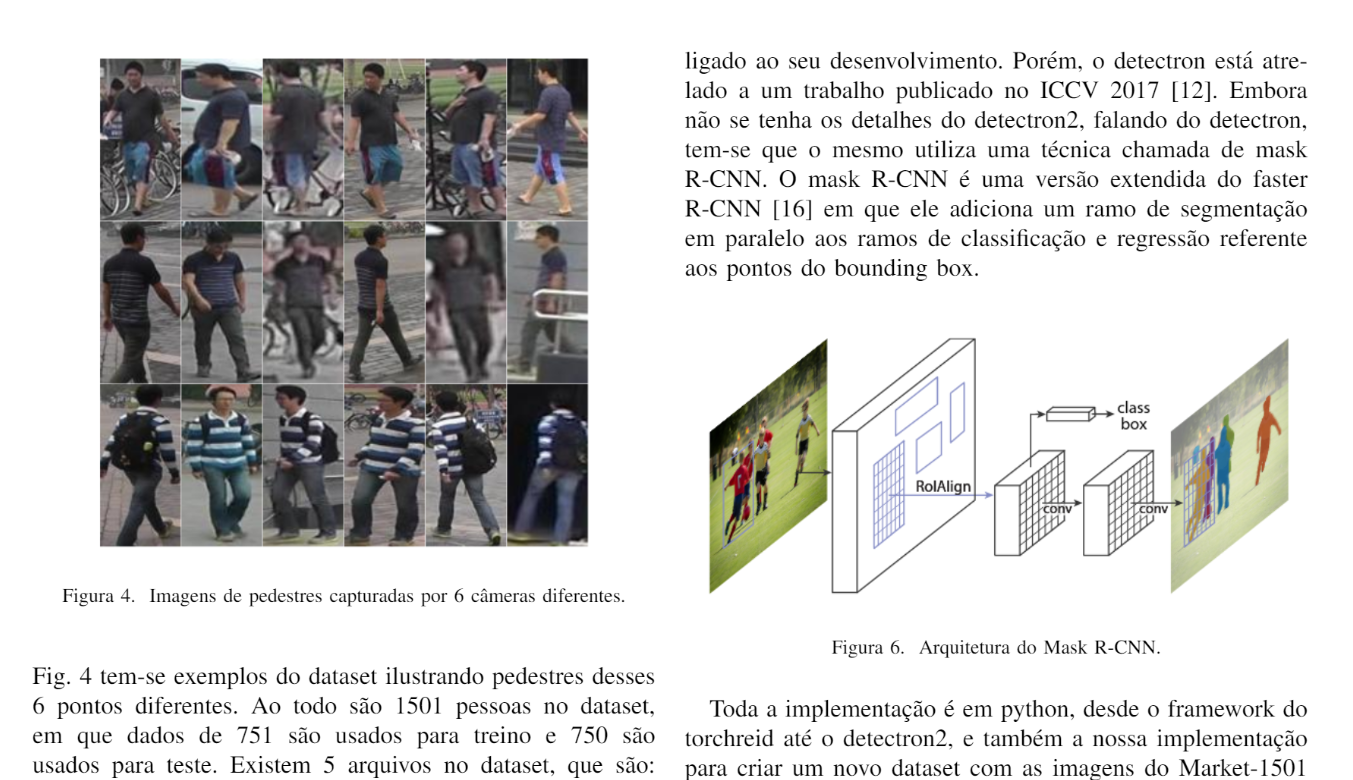 Figura 4. Imagens de pedestres capturadas por 6 câmeras diferentes.
Fig. 4 tem-se exemplos do dataset ilustrando pedestres desses
6 pontos diferentes. Ao todo são 1501 pessoas no dataset,
em que dados de 751 são usados para treino e 750 são
usados para teste. Existem 5 arquivos no dataset, que são:
ligado ao seu desenvolvimento. Porém, o detectron está atre-
lado a um trabalho publicado no ICCV 2017 [12]. Embora
não se tenha os detalhes do detectron2, falando do detectron,
tem-se que o mesmo utiliza uma técnica chamada de mask
R-CNN. O mask R-CNN é uma versão extendida do faster
R-CNN [16] em que ele adiciona um ramo de segmentação
em paralelo aos ramos de classificação e regressão referente
aos pontos do bounding box.
class
box
RoIAlign
conv
conv
Figura 6. Arquitetura do Mask R-CNN.
Toda a implementação é em python, desde o framework do
torchreid até o detectron2, e também a nossa implementação
para criar um novo dataset com as imagens do Market-1501